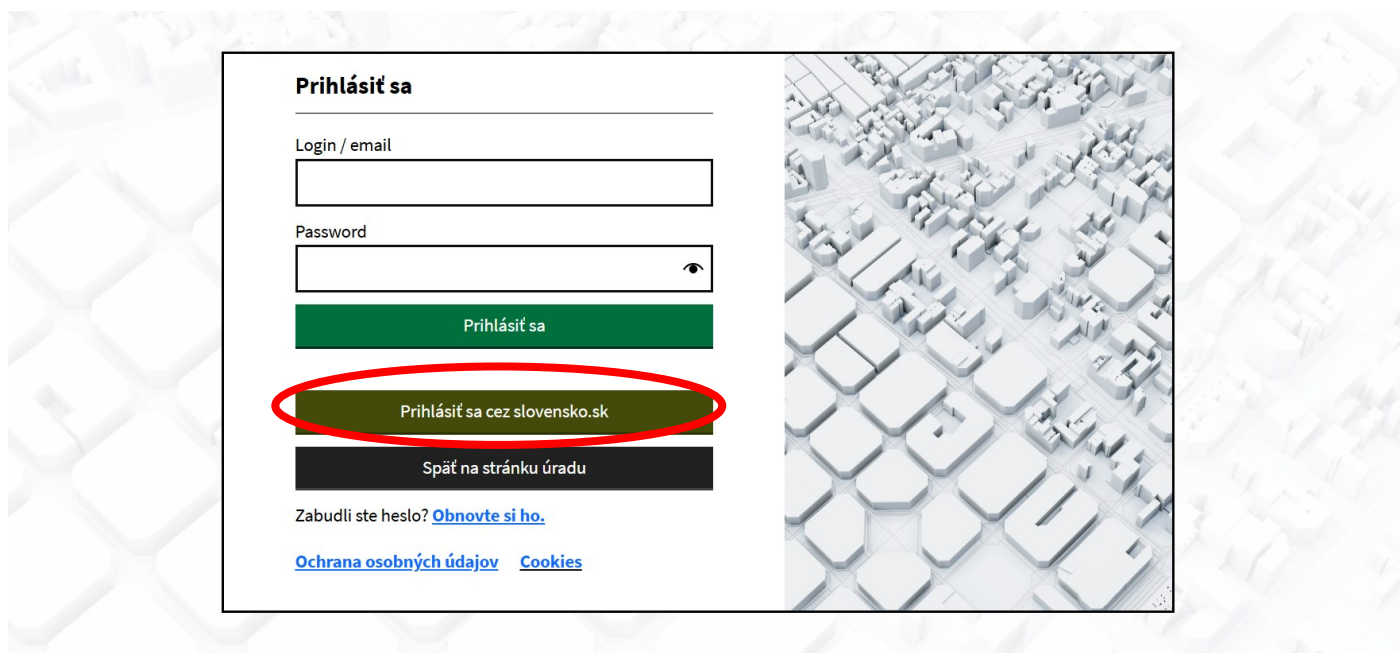 Prihlásiť sa
Login / email
Password
Prihlásiť sa
Prihlásiť sa cez slovensko.sk
Späť na stránku úradu
Zabudli ste heslo? Obnovte si ho.
Ochrana osobných údajov Cookies